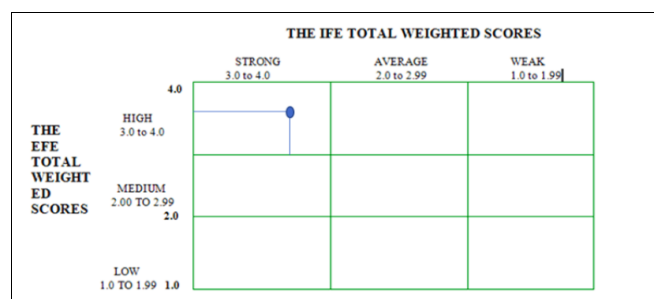 THE IFE TOTAL WEIGHTED SCORES
STRONG
3.0 to 4.0
AVERAGE
2.0 to 2.99
WEAK
1.0 to 1.99
4.0
HIGH
3.0 to 4.0
THE
EFE
TOTAL
WEIGHT
ED
SCORES
MEDIUM
2.00 TO 2.99
2.0
LOW
1.0 TO 1.99 1.0